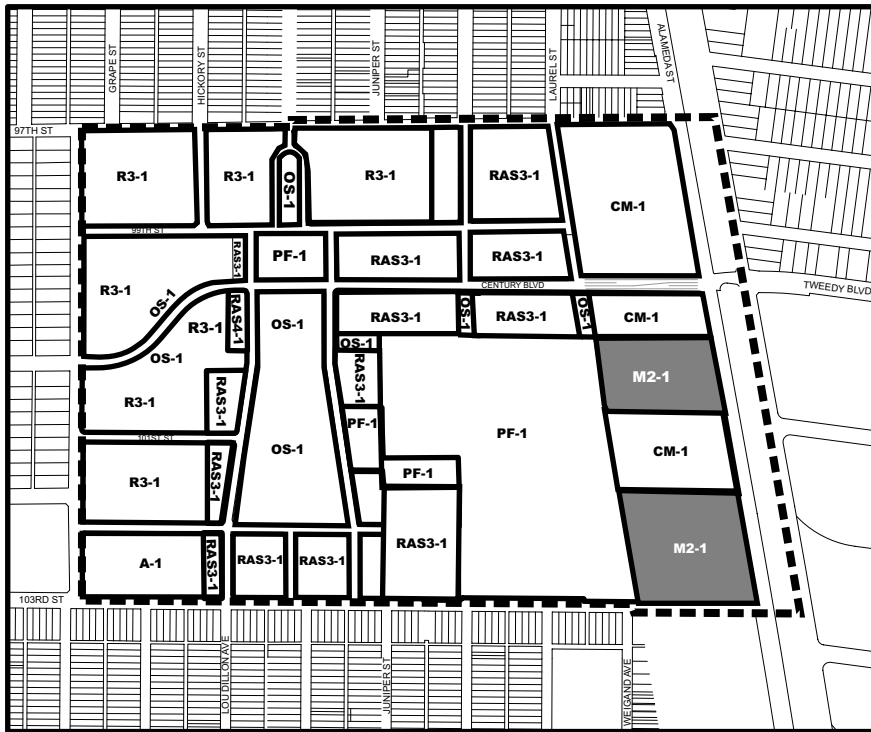 GRAPE ST
HICKORY ST
JUNIPER ST
LAUREL ST
ALAMEDA ST
97TH ST
R3-1
R3-1
OS-1
R3-1
RAS3-1
CM-1
99TH ST
RAS3-1
PF-1
RAS3-1
RAS3-1
R3-1
OS-1
CENTURY BLVD
TWEEDY BLVD
R3-1
RAS4-1
OS-1
RAS3-1
OS-1
RAS3-1
OS-1
CM-1
OS-1
OS-1
RAS3-1
M2-1
R3-1
RAS3-1
PF-1
PF-1
101ST ST
OS-1
CM-1
R3-1
RAS3-1
PF-1
RAS3-1
M2-1
A-1
RAS3-1
RAS3-1
RAS3-1
103RD ST
LOU DILLON AVE
JUNIPER ST
WEIGAND AVE